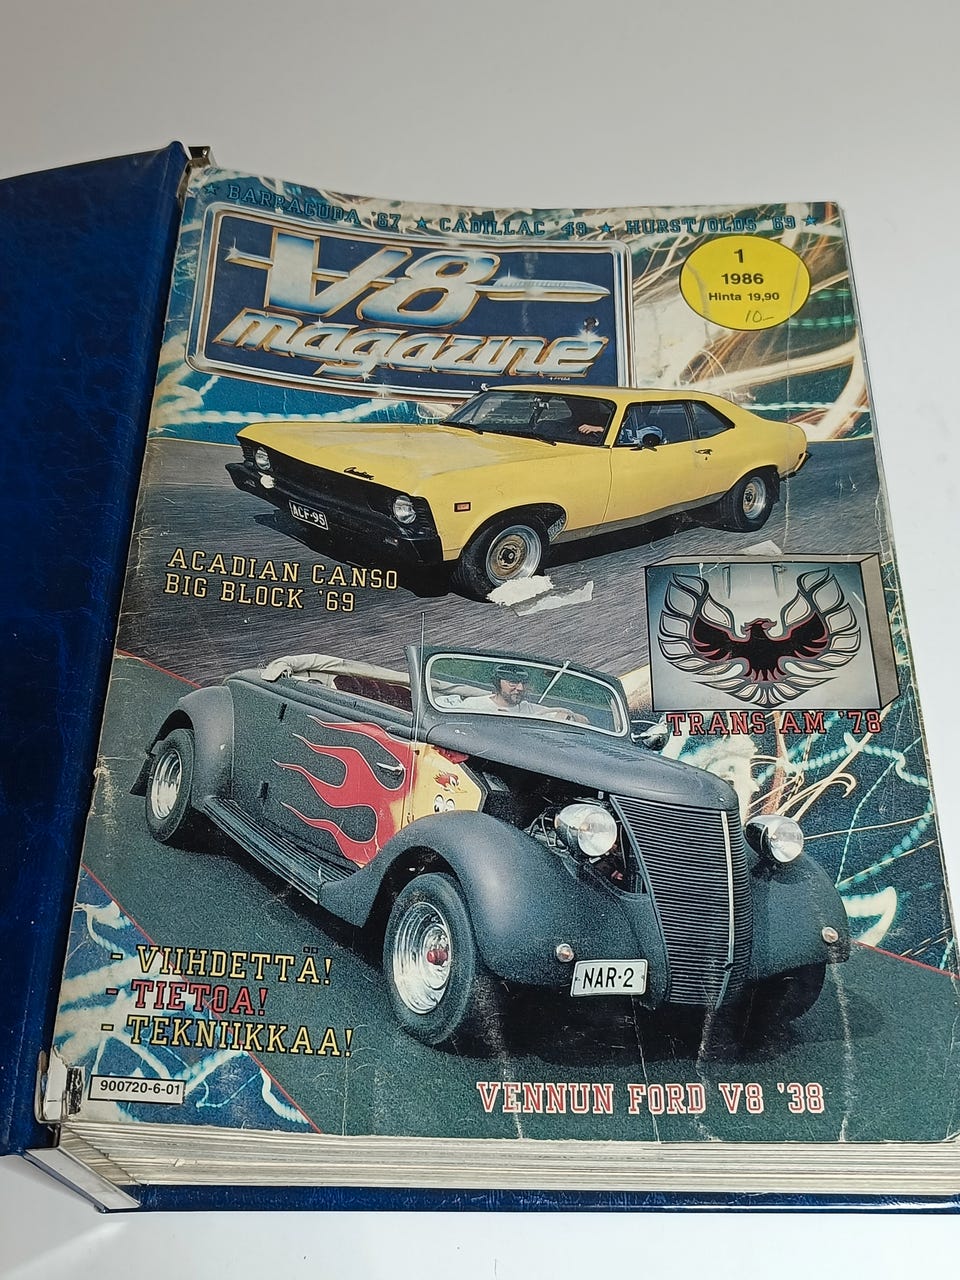 ★ BARRACUDA '67 ★ CADILLAC '49 ★ HURST/OLDS '69 ★
V8
magazine
1
1986
Hinta 19,90
10.-
Acadian
ACF-95
ACADIAN CANSO
BIG BLOCK '69
TRANS AM '78
- VIIHDETTÄ!
- TIETOA!
- TEKNIIKKAA!
NAR-2
900720-6-01
VENNUN FORD V8 '38